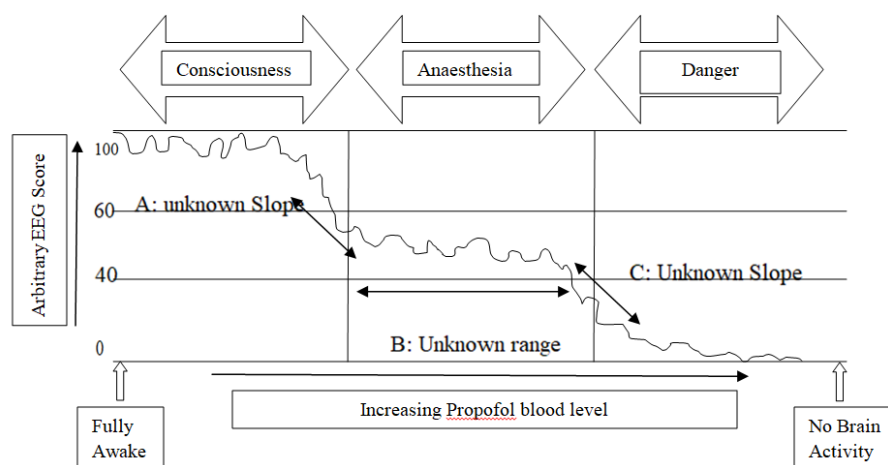 Consciousness
Anaesthesia
Danger
Arbitrary EEG Score
100
60
40
0
A: unknown Slope
B: Unknown range
C: Unknown Slope
Increasing Propofol blood level
Fully
Awake
No Brain
Activity